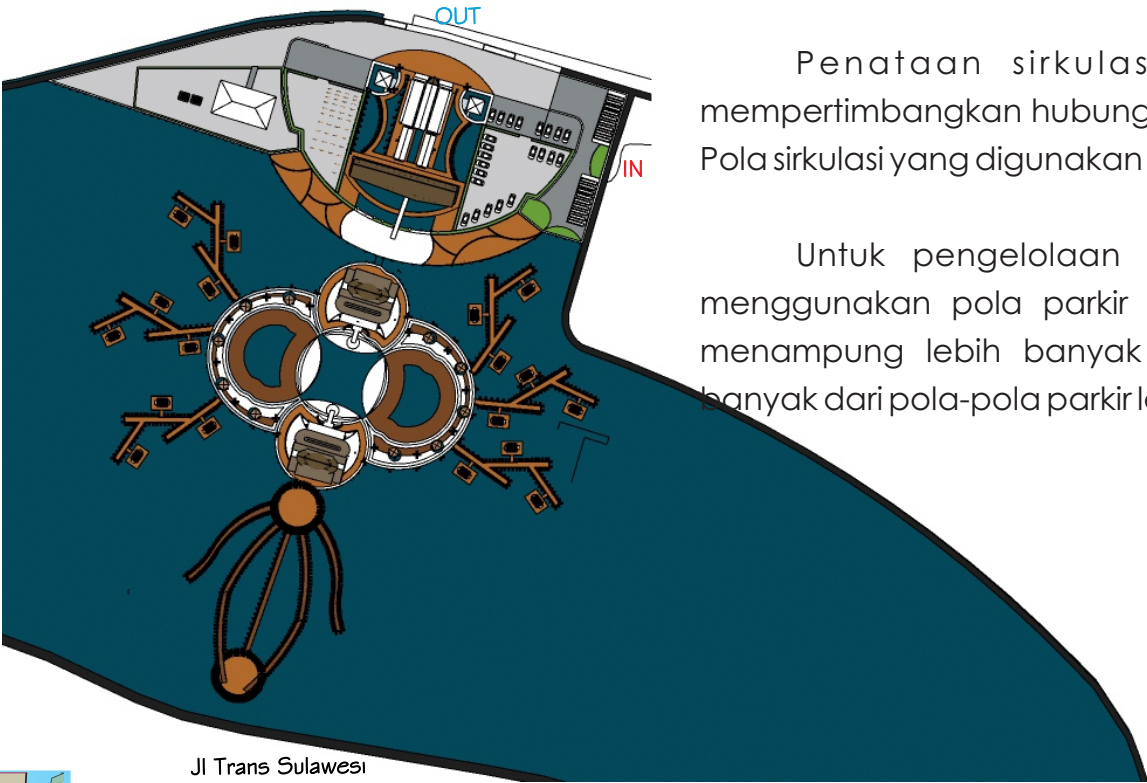 OUT
IN
Penataan sirkulas
mempertimbangkan hubung
Pola sirkulasi yang digunakan
Untuk pengelolaan
menggunakan pola parkir
menampung lebih banyak
banyak dari pola-pola parkir l
Jl Trans Sulawesi